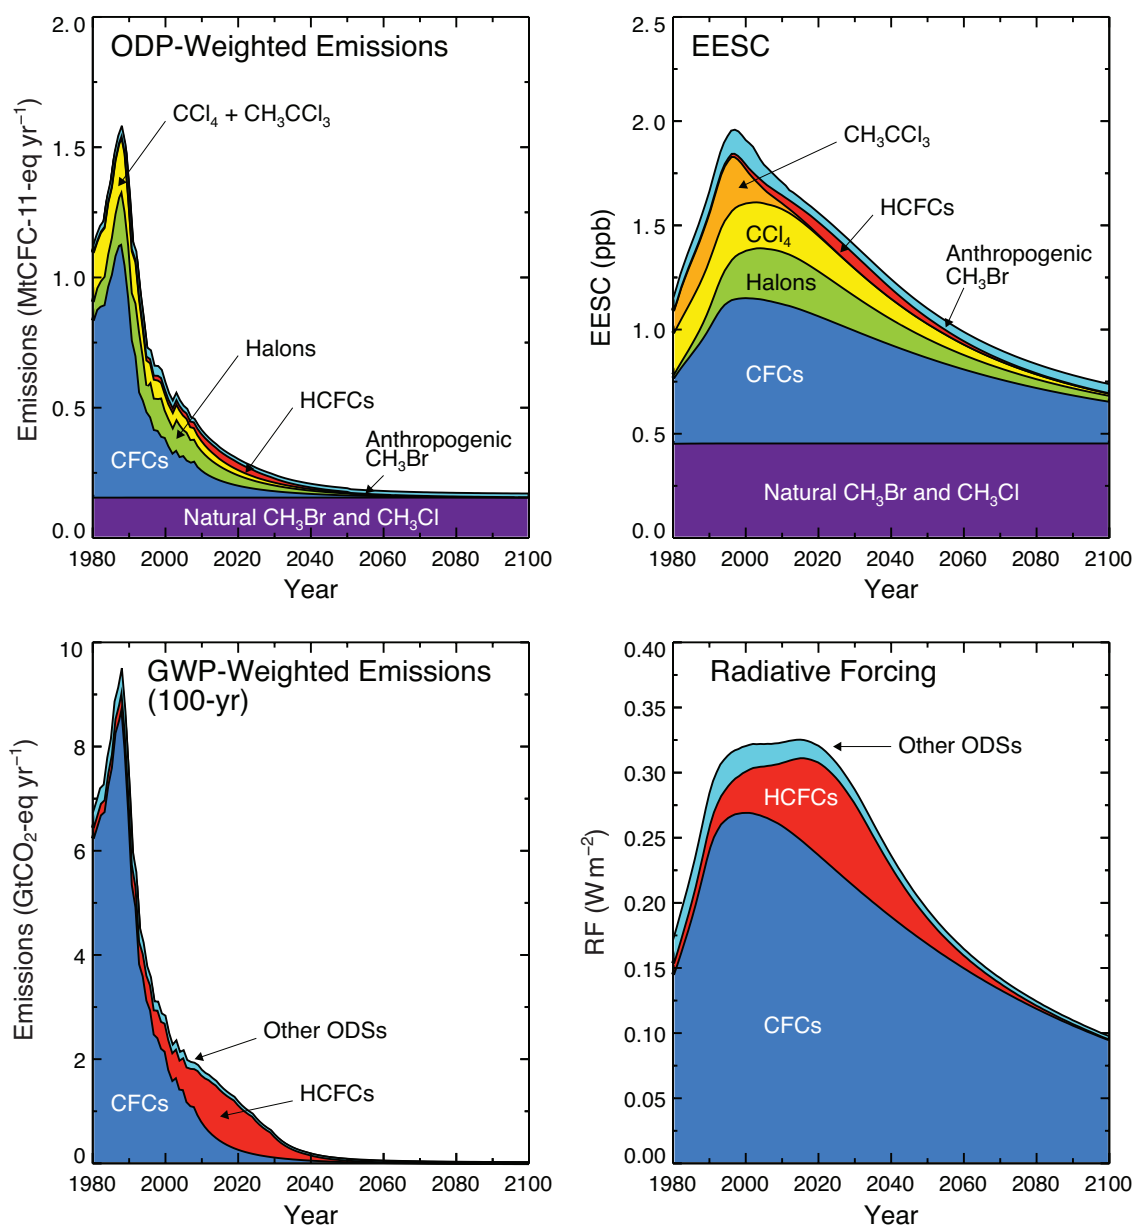 ODP-Weighted Emissions
Emissions (MtCFC-11-eq yr⁻¹)
2.0
1.5
1.0
0.5
0.0
CCl₄ + CH₃CCl₃
Halons
HCFCs
Anthropogenic
CH₃Br
CFCs
Natural CH₃Br and CH₃Cl
1980 2000 2020 2040 2060 2080 2100
Year
EESC
EESC (ppb)
2.5
2.0
1.5
1.0
0.5
0.0
CH₃CCl₃
HCFCs
CCl₄
Anthropogenic
CH₃Br
Halons
CFCs
Natural CH₃Br and CH₃Cl
1980 2000 2020 2040 2060 2080 2100
Year
GWP-Weighted Emissions
(100-yr)
Emissions (GtCO₂-eq yr⁻¹)
10
8
6
4
2
0
Other ODSs
HCFCs
CFCs
1980 2000 2020 2040 2060 2080 2100
Year
Radiative Forcing
RF (W m⁻²)
0.40
0.35
0.30
0.25
0.20
0.15
0.10
0.05
0.00
Other ODSs
HCFCs
CFCs
1980 2000 2020 2040 2060 2080 2100
Year